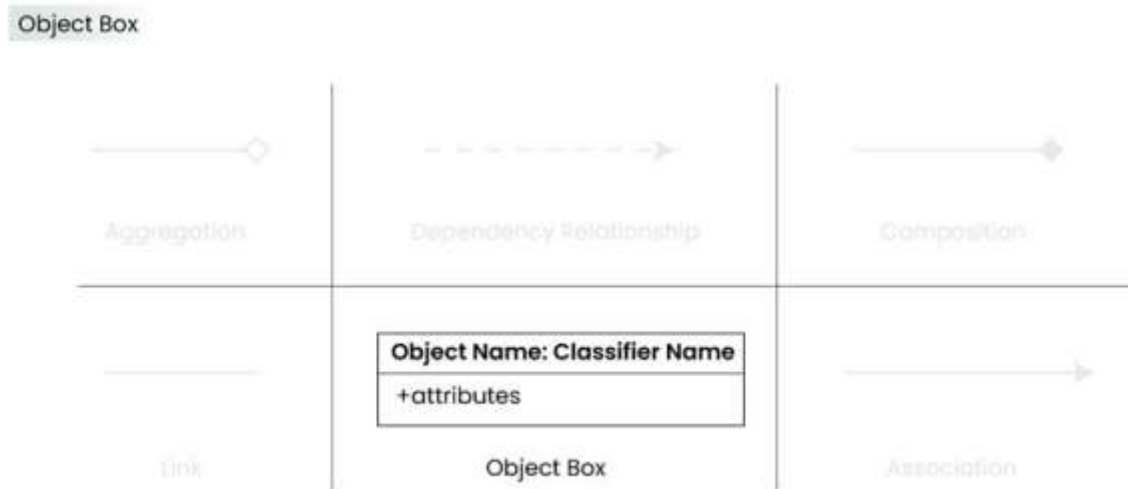 Object Box
Aggregation
Dependency Relationship
Composition
Object Name: Classifier Name
+attributes
Link
Object Box
Association